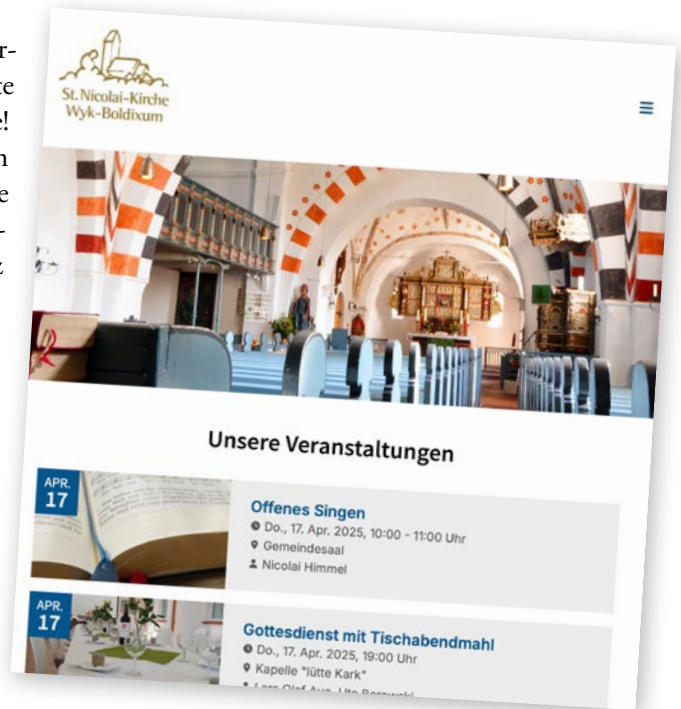 r-
te
e!
n
e
-
z
St. Nicolai-Kirche
Wyk-Boldixum
Unsere Veranstaltungen
APR.
17
Offenes Singen
Do., 17. Apr. 2025, 10:00 - 11:00 Uhr
Gemeindesaal
Nicolai Himmel
APR.
17
Gottesdienst mit Tischabendmahl
Do., 17. Apr. 2025, 19:00 Uhr
Kapelle "lütte Kark"